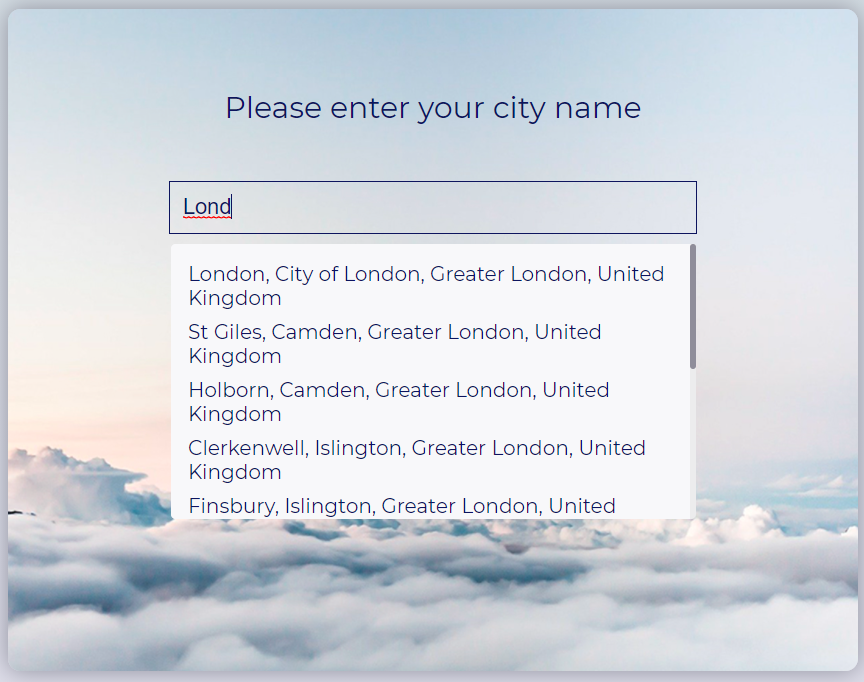 Please enter your city name
Lond
London, City of London, Greater London, United
Kingdom
St Giles, Camden, Greater London, United
Kingdom
Holborn, Camden, Greater London, United
Kingdom
Clerkenwell, Islington, Greater London, United
Kingdom
Finsbury, Islington, Greater London, United